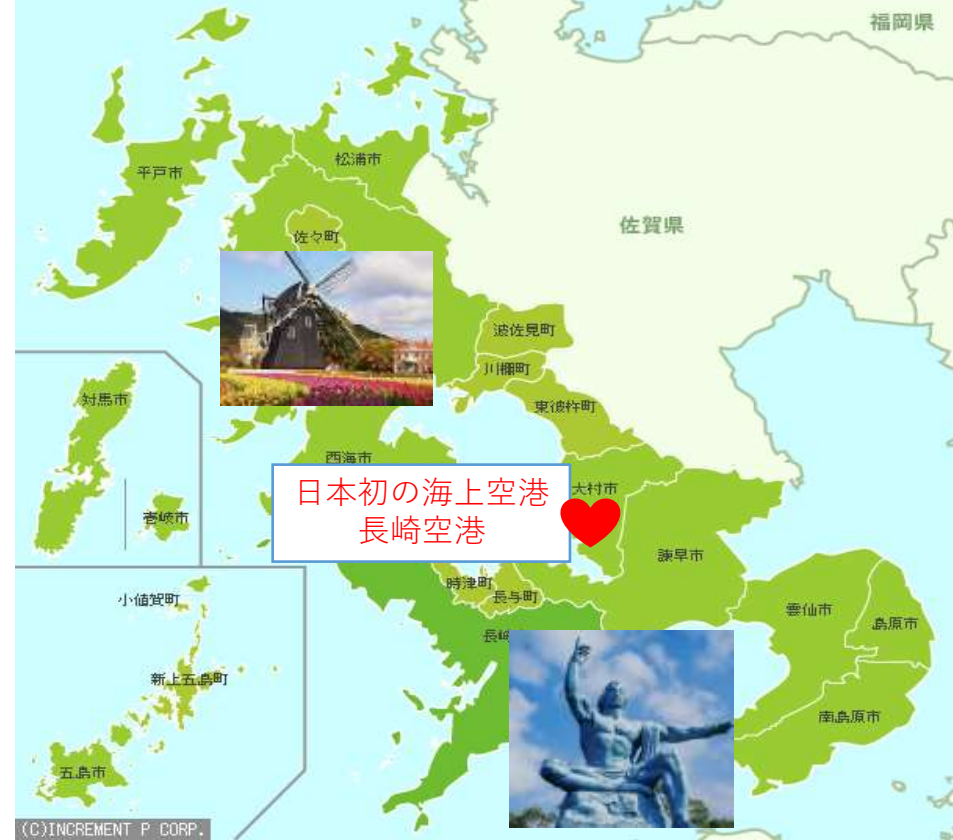 福岡県
松浦市
平戸市
佐賀県
佐々町
波佐見町
川棚町
対馬市
東彼杵町
西海市
日本初の海上空港
長崎空港
大村市
壱岐市
諫早市
時津町
長与町
小値賀町
雲仙市
島原市
長崎
新上五島町
南島原市
五島市
(C)INCREMENT P CORP.